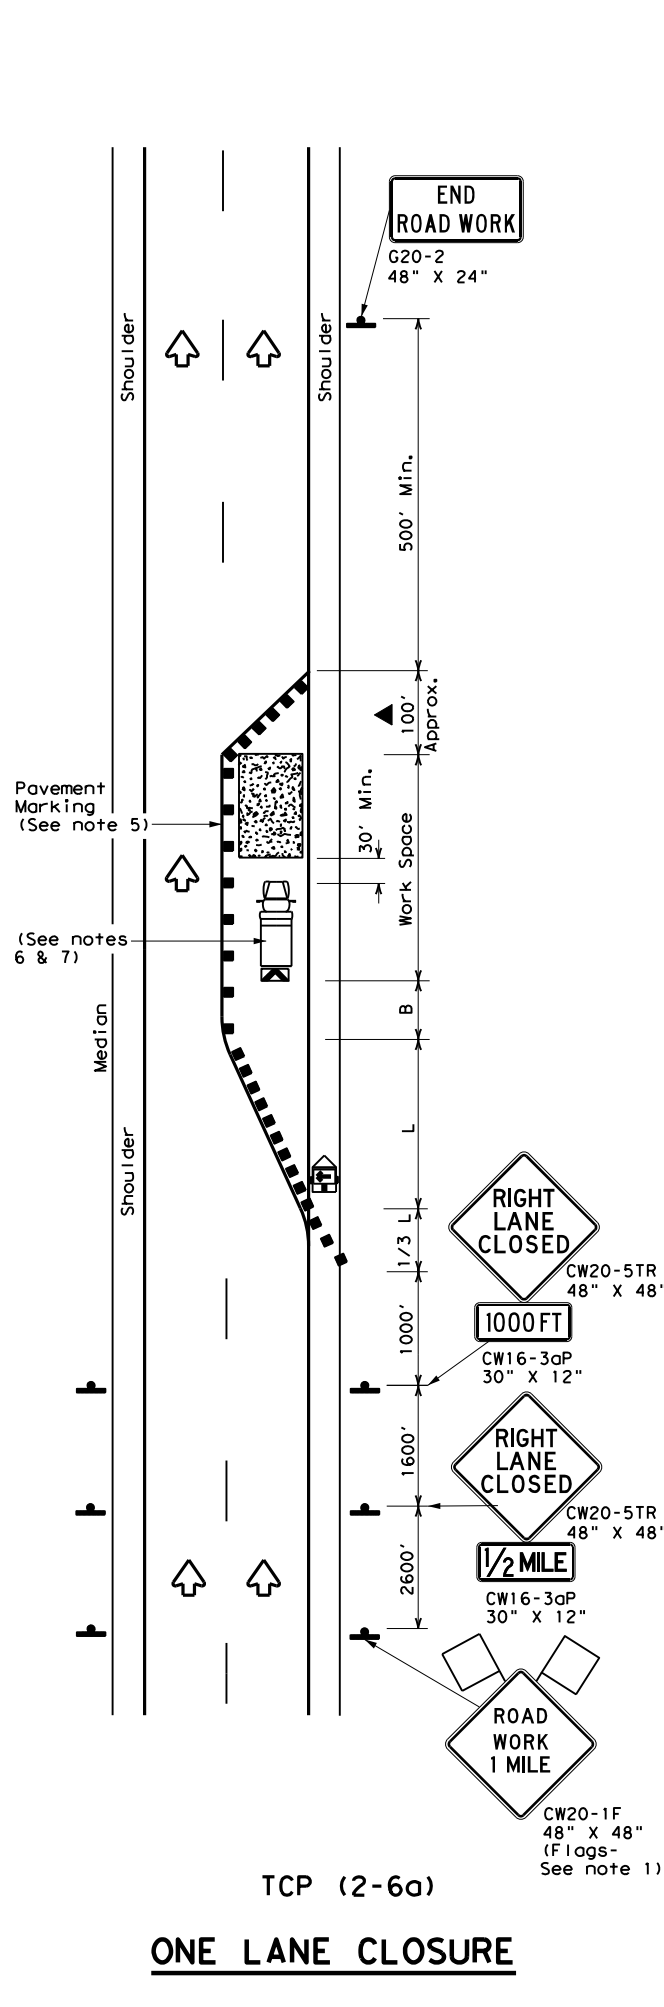 END
ROAD WORK
G20-2
48" X 24"
Shoulder
Shoulder
500' Min.
100'
Approx.
Pavement
Marking
(See note 5)
30' Min.
Work Space
(See notes
6 & 7)
B
Median
L
Shoulder
1/3 L
RIGHT
LANE
CLOSED
CW20-5TR
48" X 48"
1000 FT
1000'
CW16-3aP
30" X 12"
1600'
RIGHT
LANE
CLOSED
CW20-5TR
48" X 48"
1/2 MILE
2600'
CW16-3aP
30" X 12"
ROAD
WORK
1 MILE
CW20-1F
48" X 48"
(Flags-
See note 1)
TCP (2-6a)
ONE LANE CLOSURE